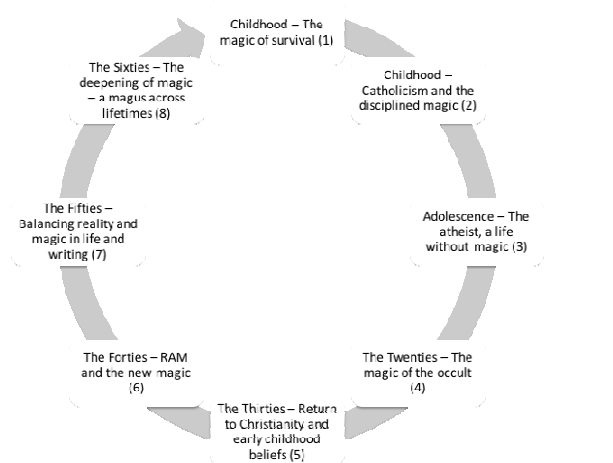 Childhood – The
magic of survival (1)
Childhood –
Catholicism and the
disciplined magic (2)
Adolescence – The
atheist, a life
without magic (3)
The Twenties – The
magic of the occult
(4)
The Thirties – Return
to Christianity and
early childhood
beliefs (5)
The Forties – RAM
and the new magic
(6)
The Fifties –
Balancing reality and
magic in life and
writing (7)
The Sixties – The
deepening of magic
– a magus across
lifetimes (8)